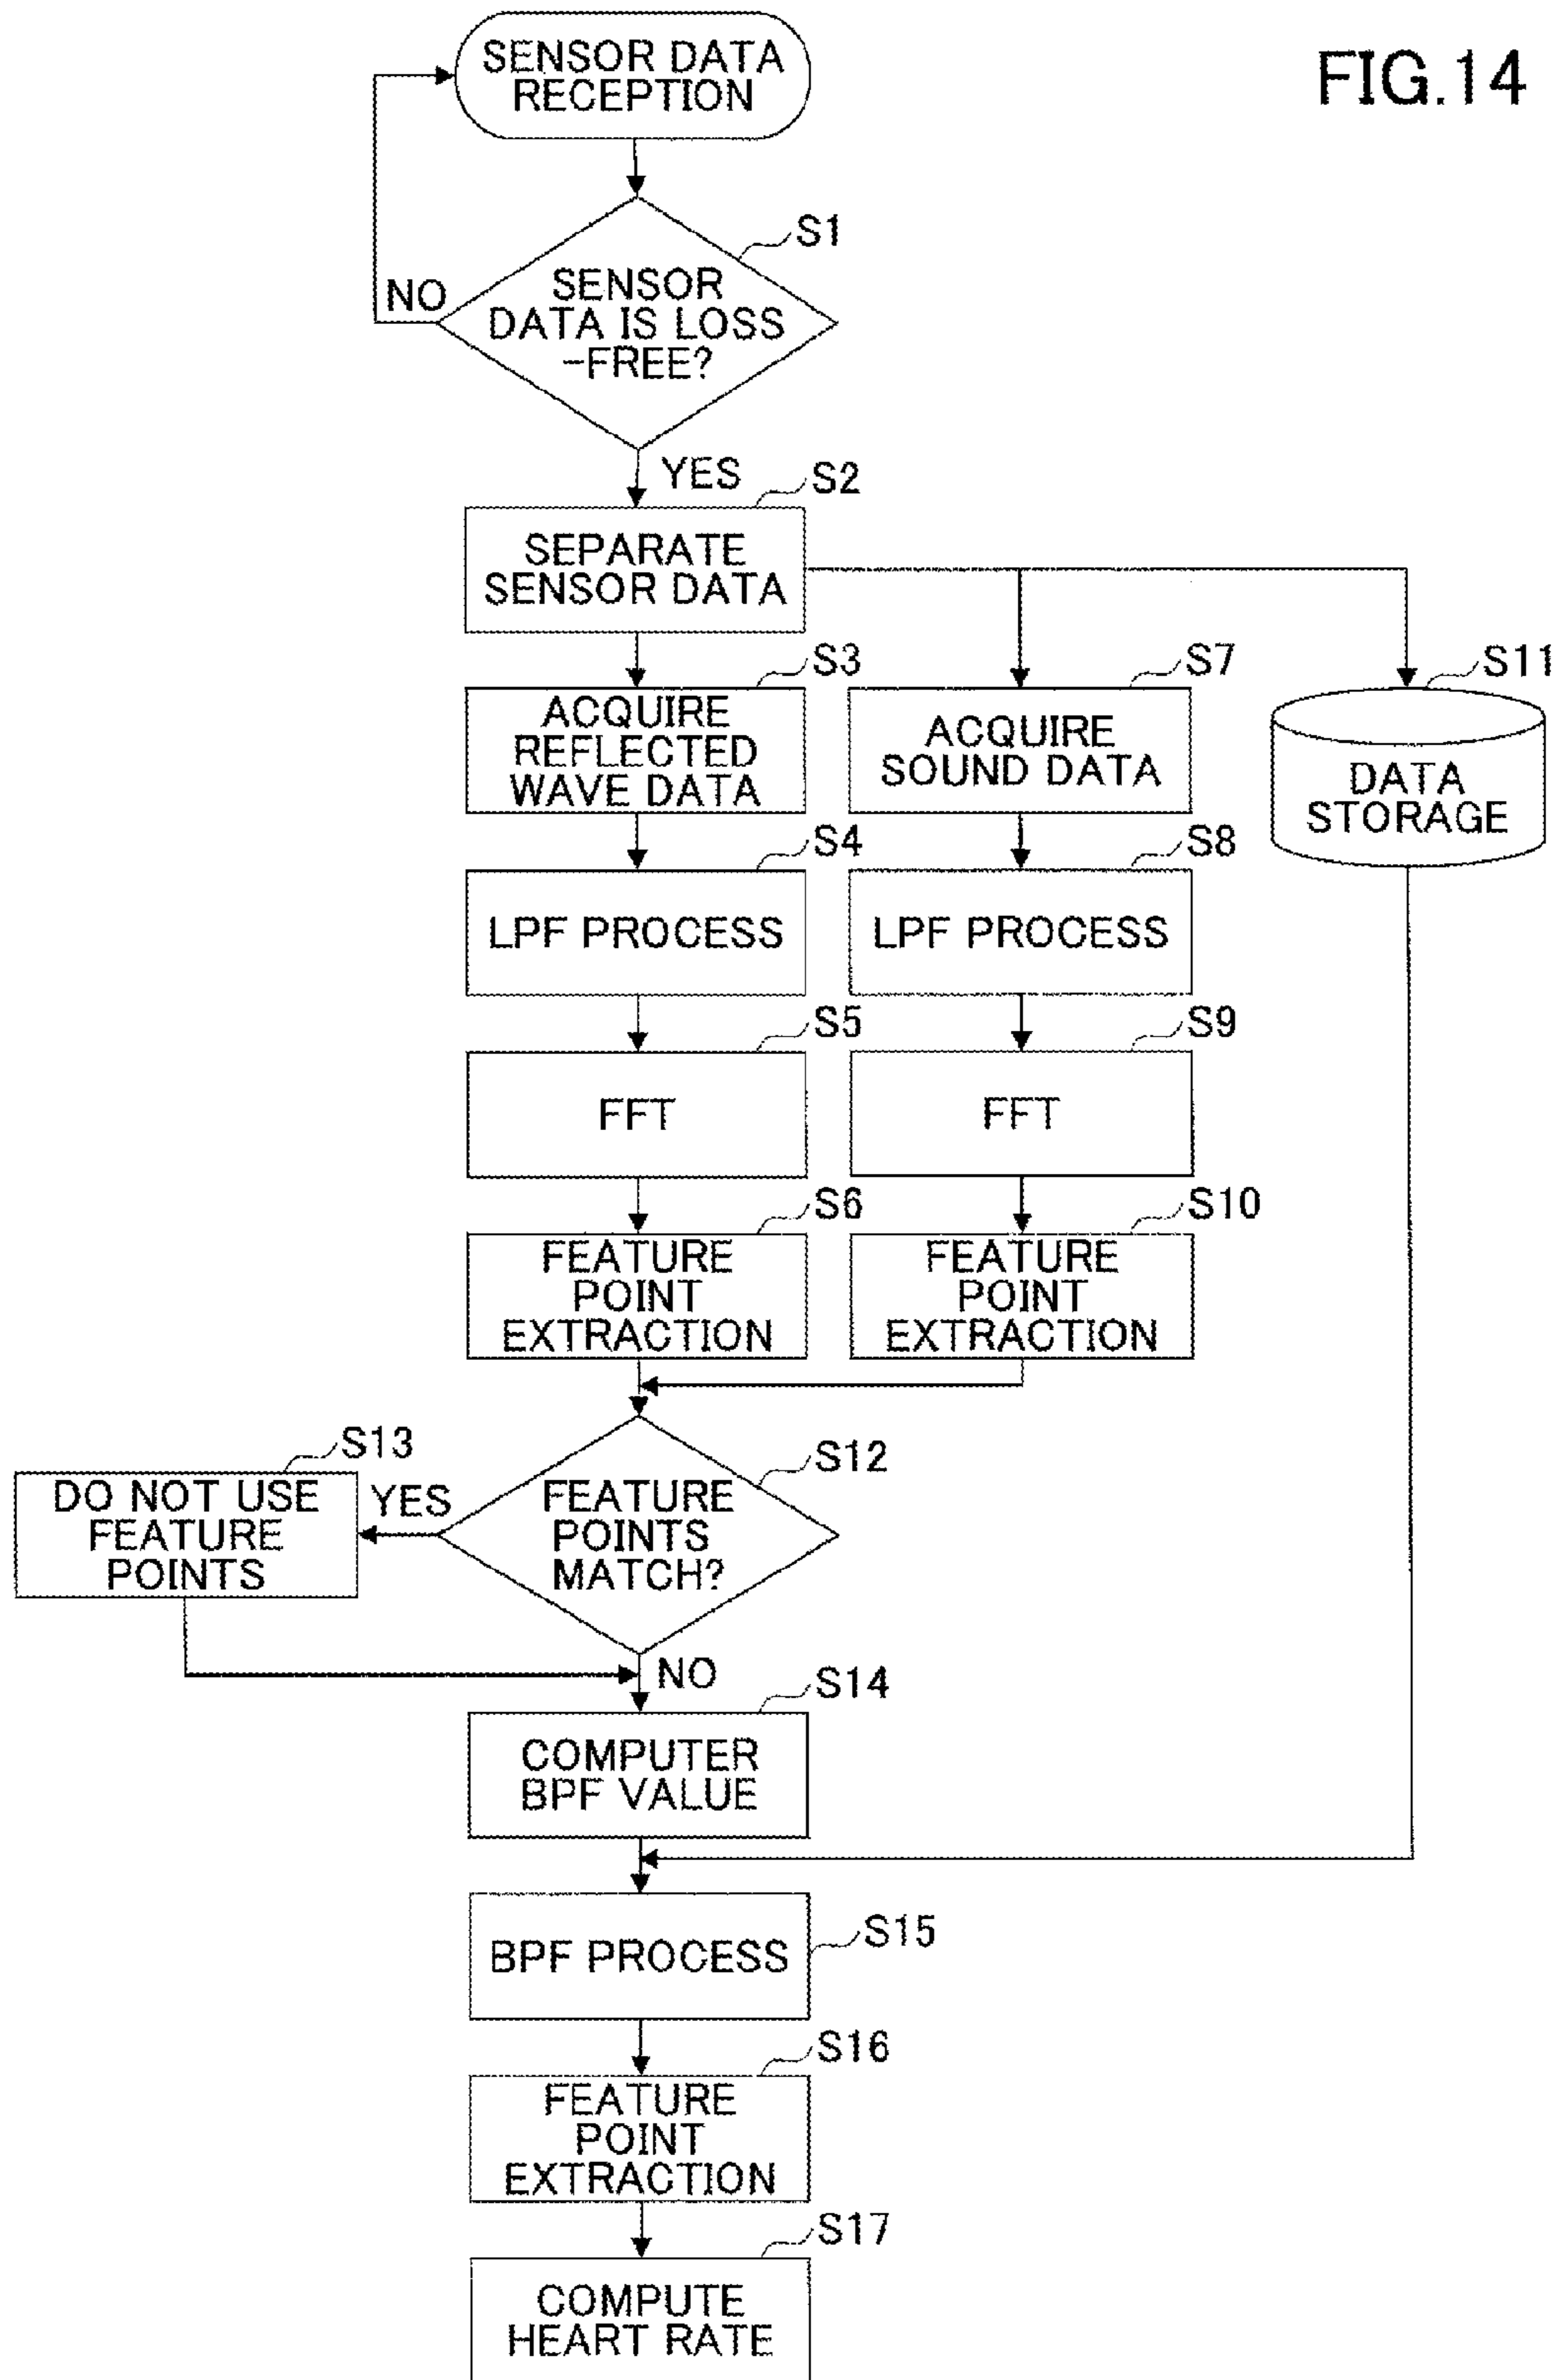 FIG.14
SENSOR DATA
RECEPTION
S1
NO
SENSOR
DATA IS LOSS
-FREE?
YES
S2
SEPARATE
SENSOR DATA
S3
ACQUIRE
REFLECTED
WAVE DATA
S7
ACQUIRE
SOUND DATA
S11
DATA
STORAGE
S4
LPF PROCESS
S8
LPF PROCESS
S5
FFT
S9
FFT
S6
FEATURE
POINT
EXTRACTION
S10
FEATURE
POINT
EXTRACTION
S13
DO NOT USE
FEATURE
POINTS
YES
S12
FEATURE
POINTS
MATCH?
NO
S14
COMPUTER
BPF VALUE
S15
BPF PROCESS
S16
FEATURE
POINT
EXTRACTION
S17
COMPUTE
HEART RATE